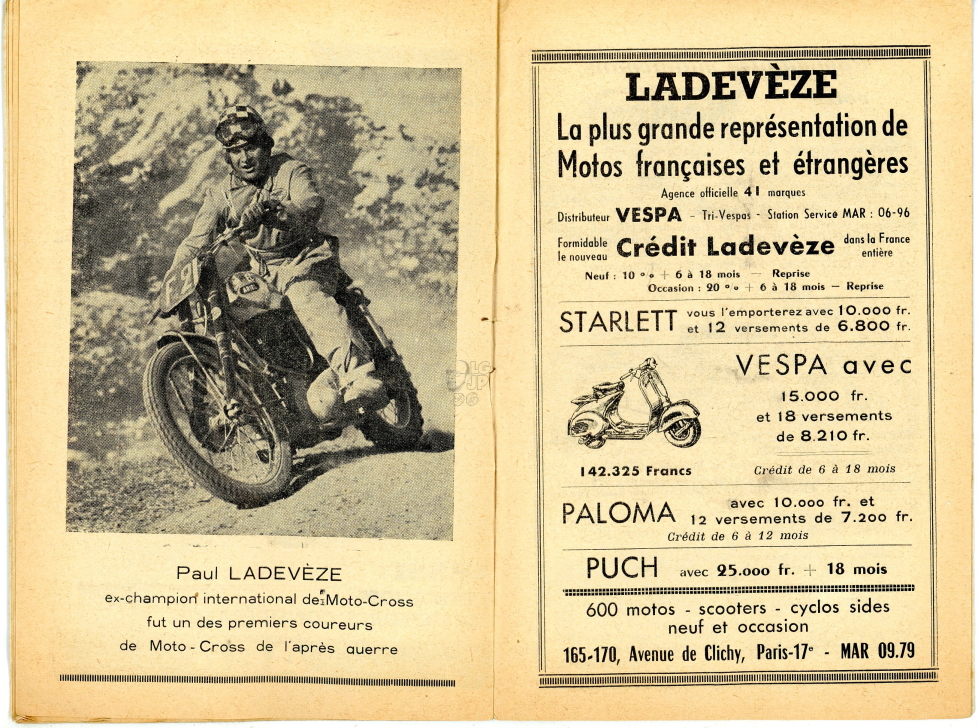 ARIEL
Paul LADEVÈZE
ex-champion international de Moto-Cross
fut un des premiers coureurs
de Moto-Cross de l'après guerre
LADEVÈZE
La plus grande représentation de
Motos françaises et étrangères
Agence officielle 41 marques
Distributeur VESPA - Tri-Vespas - Station Service MAR : 06-96
Formidable
le nouveau
Crédit Ladevèze
dans la France
entière
Neuf : 10 % + 6 à 18 mois — Reprise
Occasion : 20 % + 6 à 18 mois — Reprise
STARLETT
vous l'emporterez avec 10.000 fr.
et 12 versements de 6.800 fr.
VESPA avec
15.000 fr.
et 18 versements
de 8.210 fr.
142.325 Francs
Crédit de 6 à 18 mois
PALOMA
avec 10.000 fr. et
12 versements de 7.200 fr.
Crédit de 6 à 12 mois
PUCH avec 25.000 fr. + 18 mois
600 motos - scooters - cyclos sides
neuf et occasion
165-170, Avenue de Clichy, Paris-17e - MAR 09.79